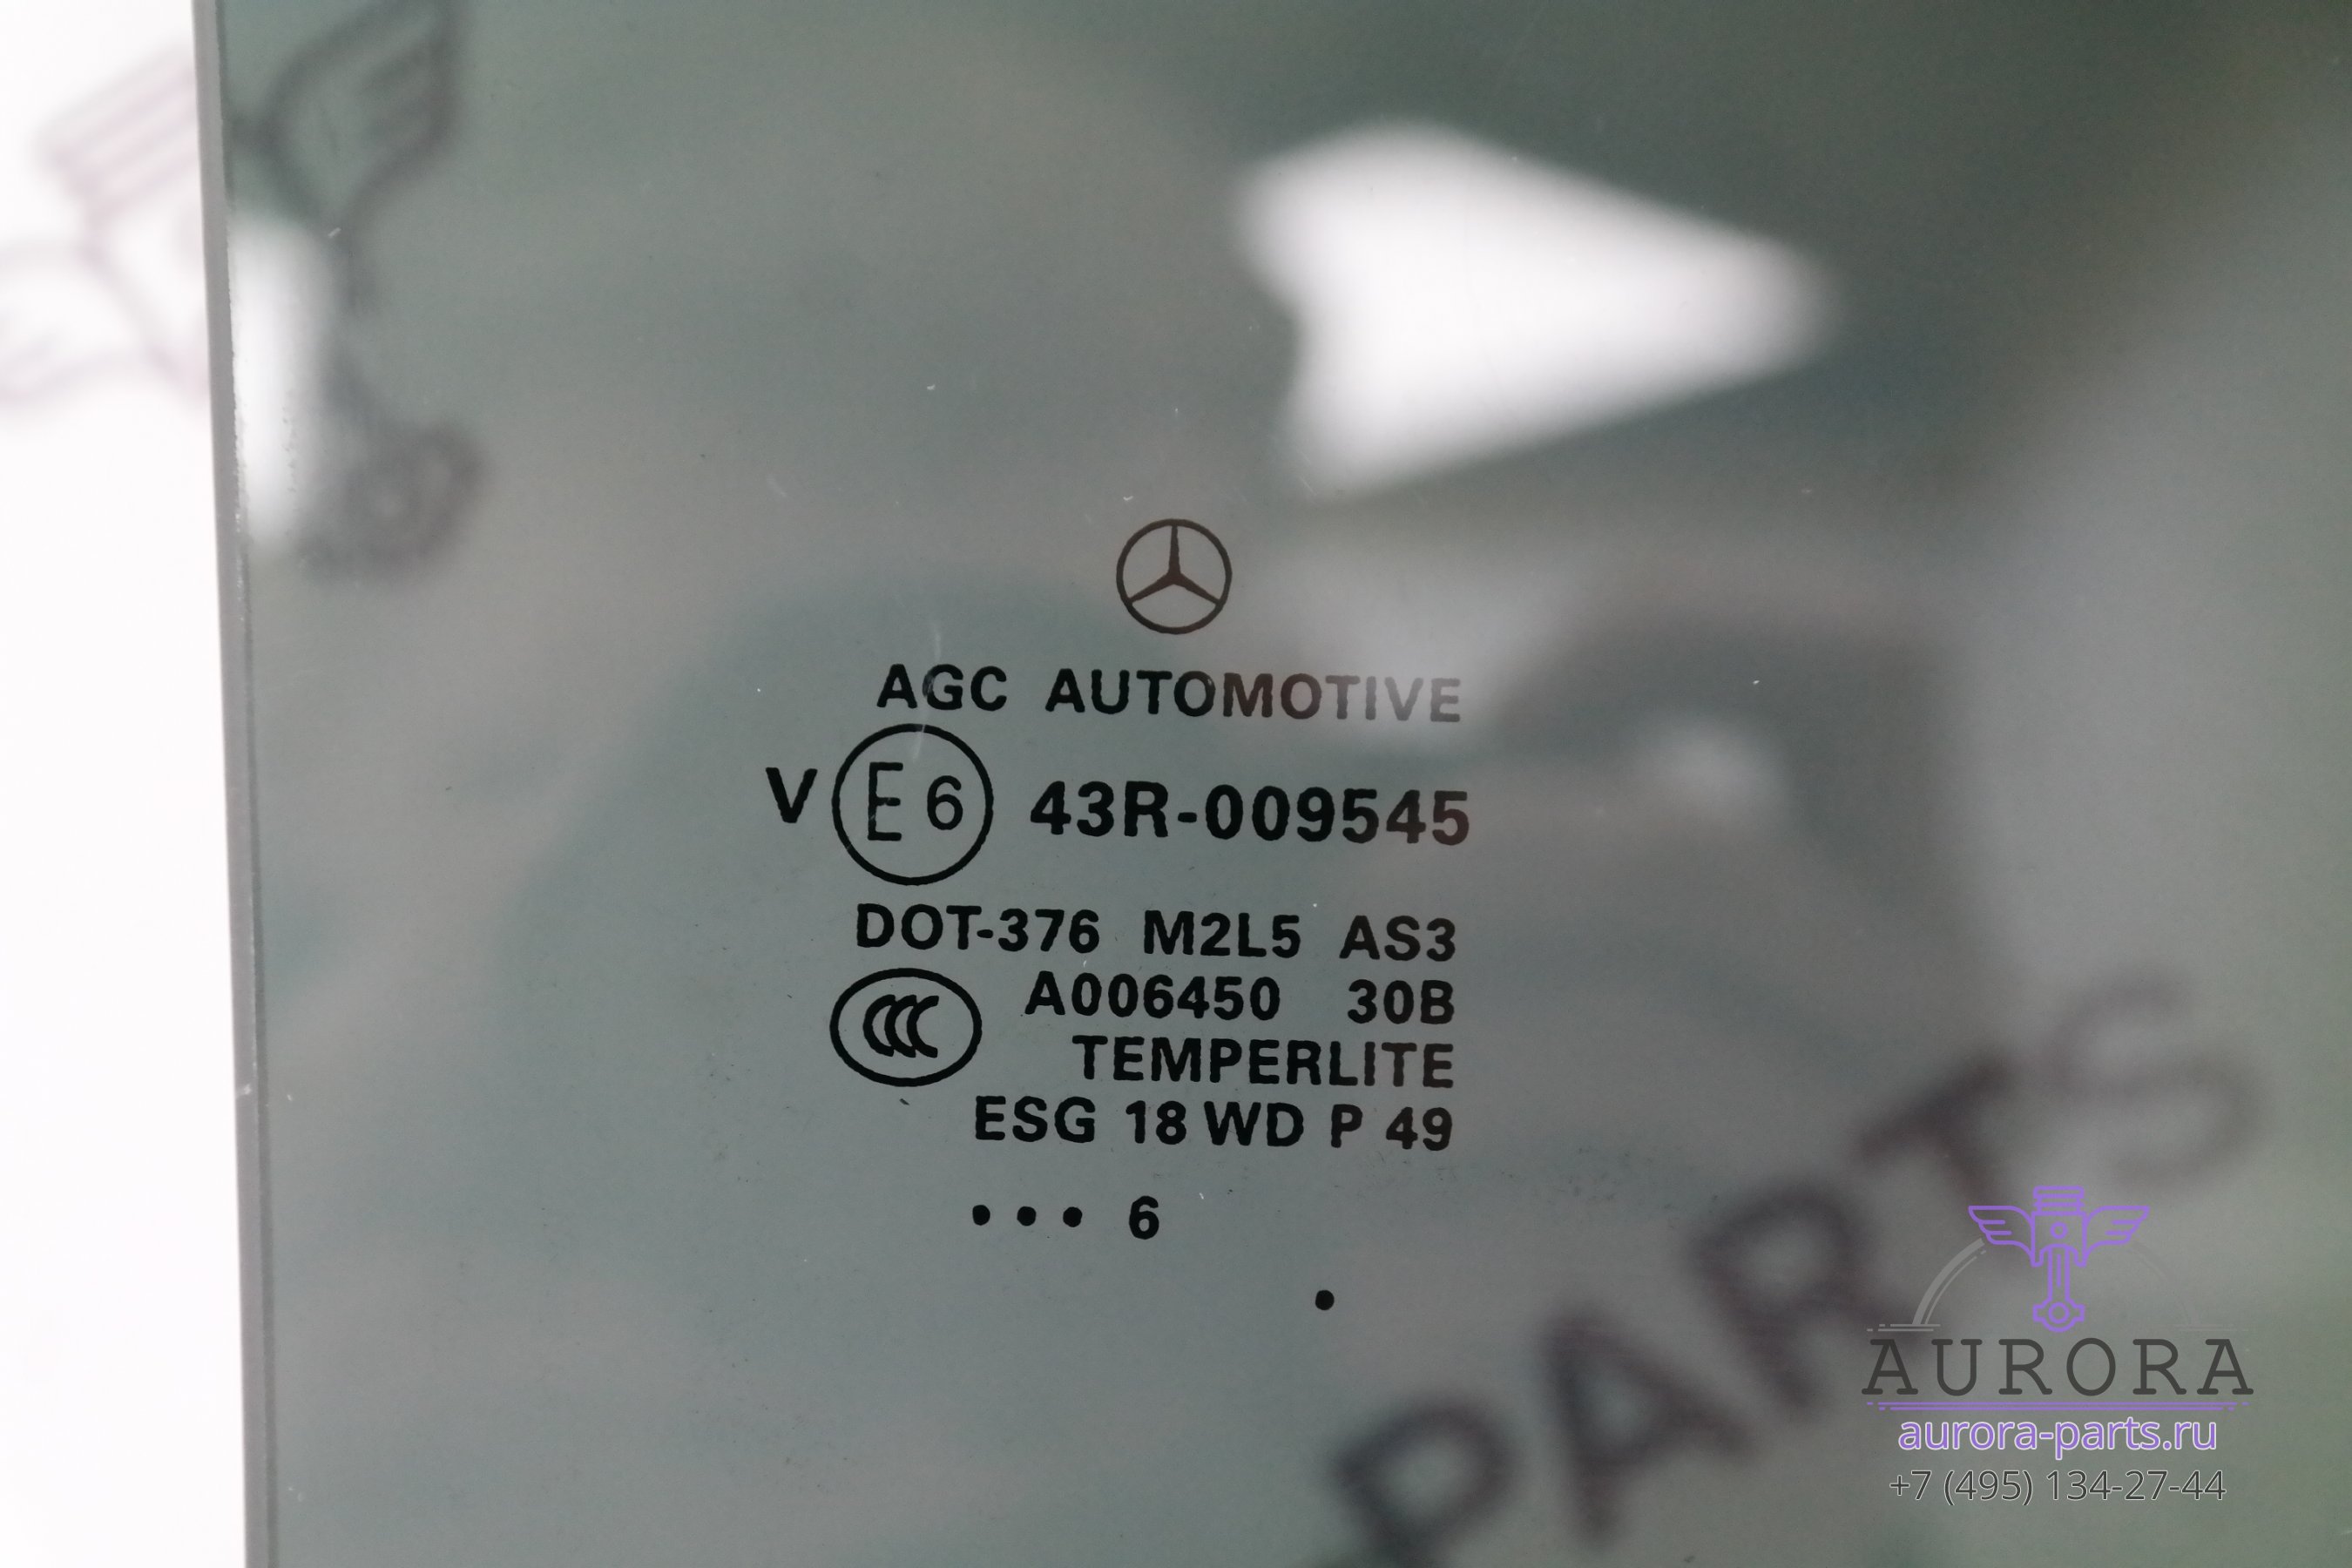 AGC AUTOMOTIVE
V E6 43R-009545
DOT-376 M2L5 AS3
CCC A006450 30B
TEMPERLITE
ESG 18 WD P 49
••• 6
•
PARTS
AURORA
aurora-parts.ru
+7 (495) 134-27-44